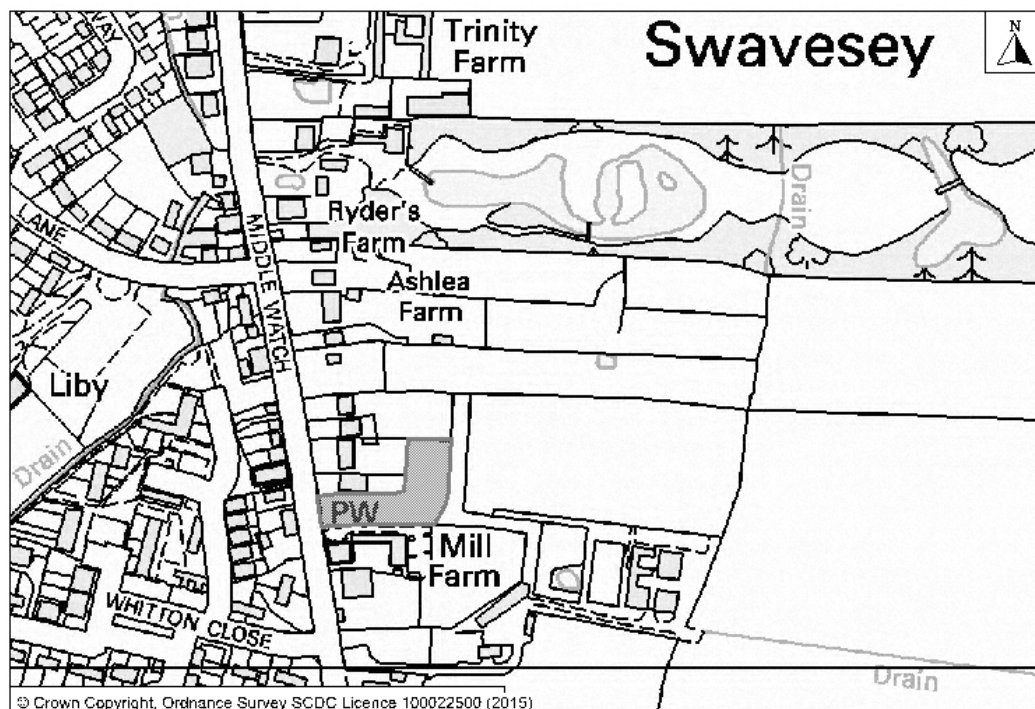 Swavesey
N
Trinity
Farm
WAY
Drain
Ryder's
Farm
LANE
MIDDLE WATCH
Ashlea
Farm
Liby
Drain
PW
Mill
Farm
WHITTON CLOSE
Drain
© Crown Copyright, Ordnance Survey SCDC Licence 100022500 (2015)